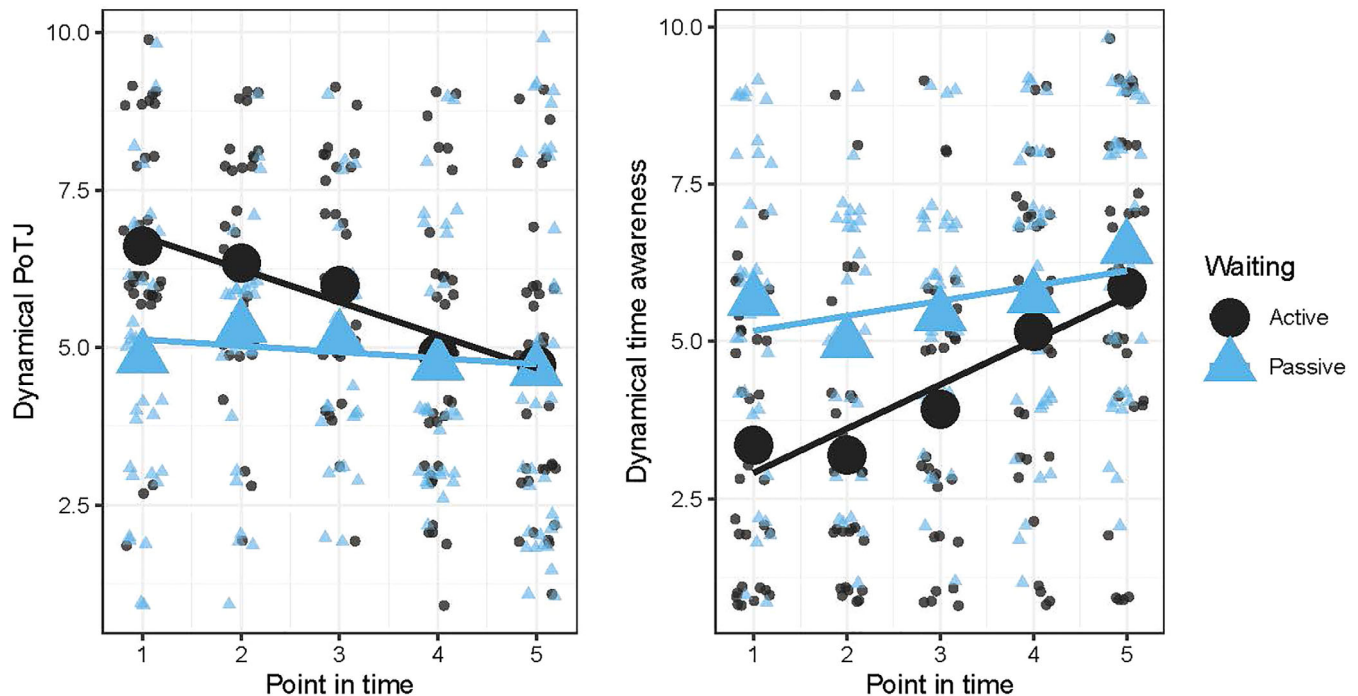 Dynamical PoTJ
10.0
7.5
5.0
2.5
1 2 3 4 5
Point in time
Dynamical time awareness
10.0
7.5
5.0
2.5
1 2 3 4 5
Point in time
Waiting
Active
Passive